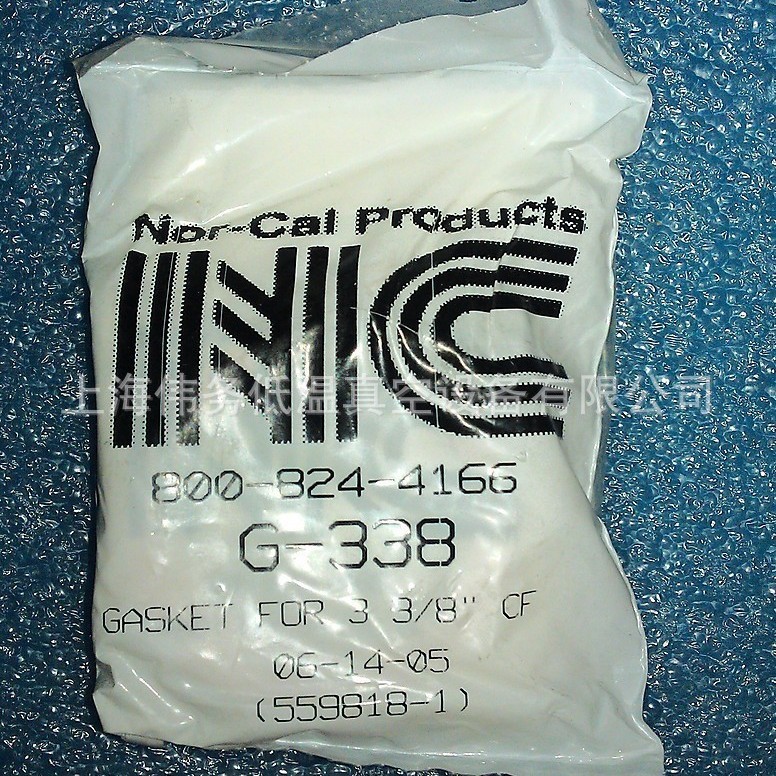 Nor-Cal Products
NC
上海伟务低温真空设备有限公司
800-824-4166
G-338
GASKET FOR 3 3/8" CF
06-14-05
(559818-1)